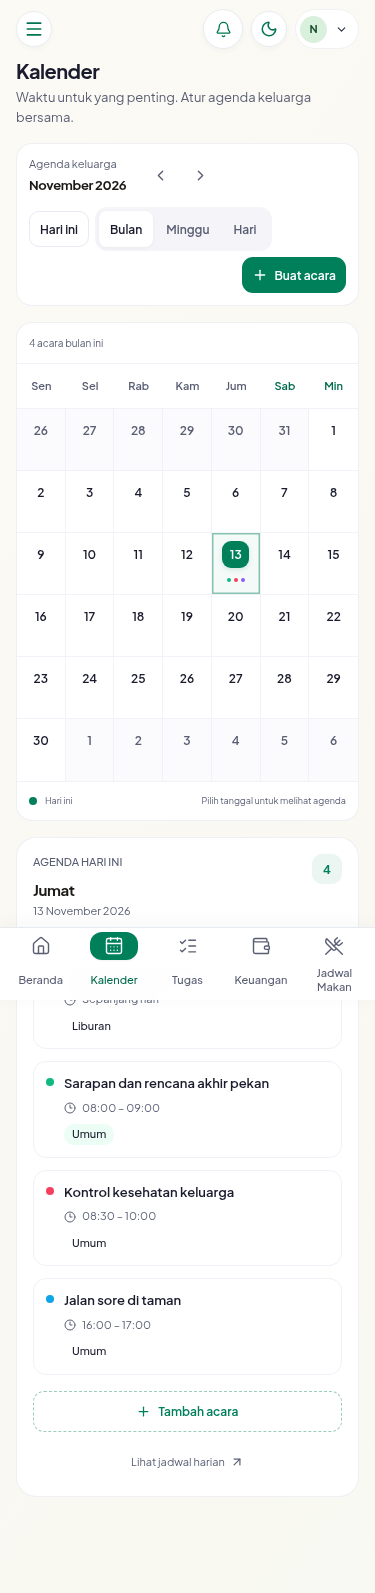 N
Kalender
Waktu untuk yang penting. Atur agenda keluarga
bersama.
Agenda keluarga
November 2026
Hari ini Bulan Minggu Hari
Buat acara
4 acara bulan ini
Sen Sel Rab Kam Jum Sab Min
26 27 28 29 30 31 1
2 3 4 5 6 7 8
9 10 11 12 13 14 15
16 17 18 19 20 21 22
23 24 25 26 27 28 29
30 1 2 3 4 5 6
Hari ini Pilih tanggal untuk melihat agenda
AGENDA HARI INI
4
Jumat
13 November 2026
Beranda Kalender Tugas Keuangan Jadwal
Makan
Sepanjang hari
Liburan
Sarapan dan rencana akhir pekan
08:00 – 09:00
Umum
Kontrol kesehatan keluarga
08:30 – 10:00
Umum
Jalan sore di taman
16:00 – 17:00
Umum
Tambah acara
Lihat jadwal harian